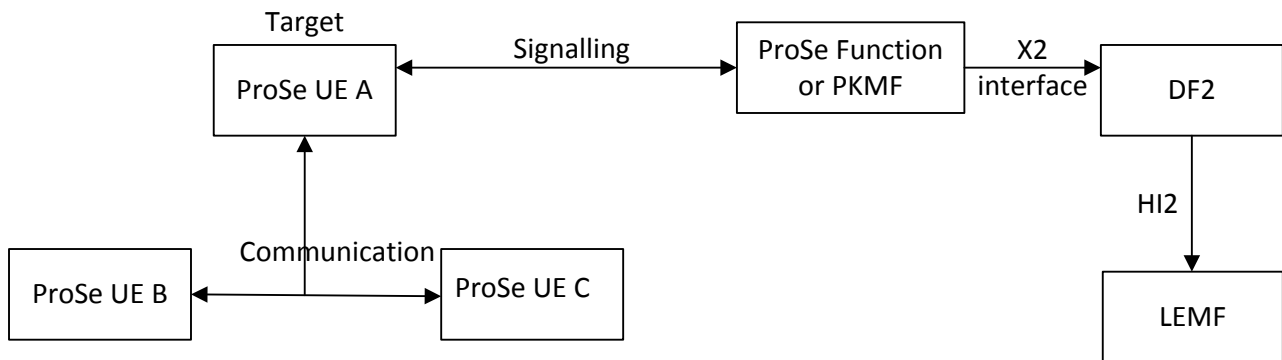 Target
ProSe UE A
Signalling
ProSe Function
or PKMF
X2
interface
DF2
HI2
Communication
ProSe UE B
ProSe UE C
LEMF